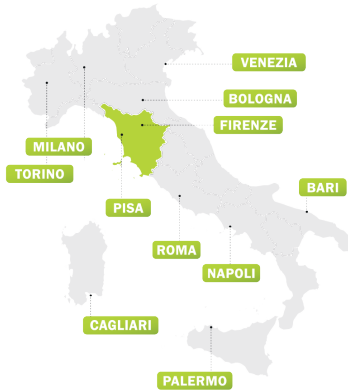 VENEZIA
BOLOGNA
FIRENZE
MILANO
TORINO
BARI
PISA
ROMA
NAPOLI
CAGLIARI
PALERMO